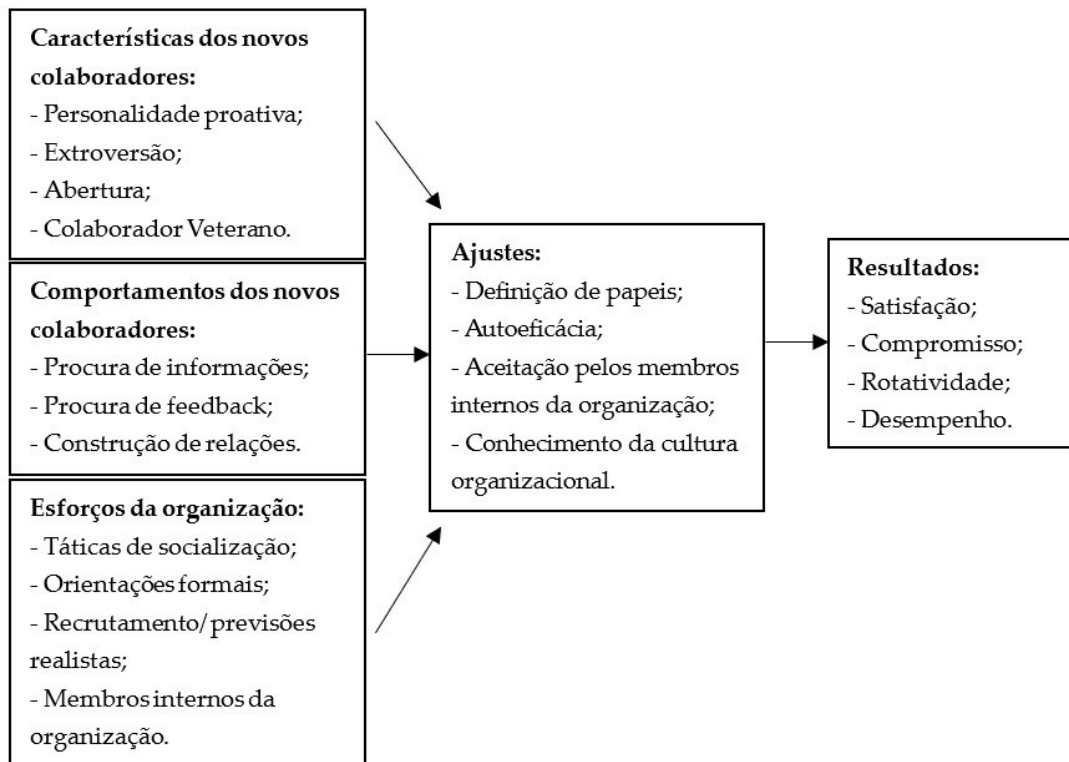 Características dos novos
colaboradores:
- Personalidade proativa;
- Extroversão;
- Abertura;
- Colaborador Veterano.
Comportamentos dos novos
colaboradores:
- Procura de informações;
- Procura de feedback;
- Construção de relações.
Esforços da organização:
- Táticas de socialização;
- Orientações formais;
- Recrutamento/previsões
realistas;
- Membros internos da
organização.
Ajustes:
- Definição de papeis;
- Autoeficácia;
- Aceitação pelos membros
internos da organização;
- Conhecimento da cultura
organizacional.
Resultados:
- Satisfação;
- Compromisso;
- Rotatividade;
- Desempenho.